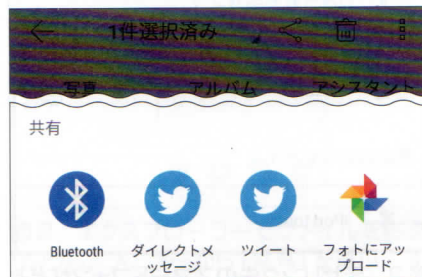 1件選択済み
写真 アルバム アシスタント
共有
Bluetooth ダイレクトメ ツイート フォトにアッ
ッセージ プロード